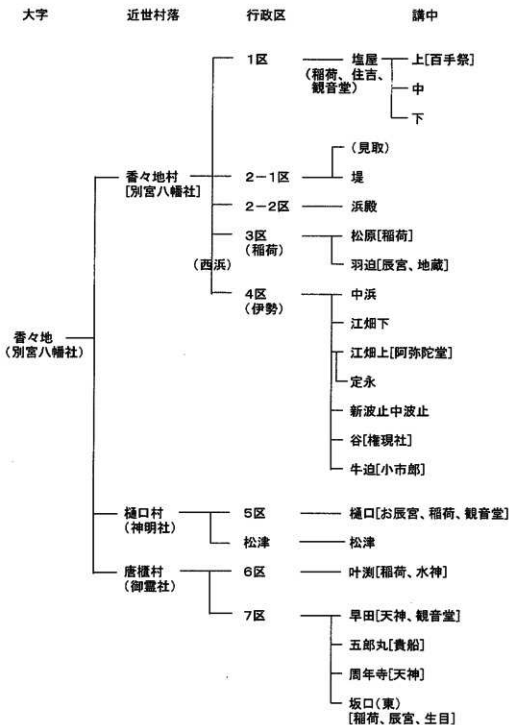 大字 近世村落 行政区 講中
1区 塩屋 上[百手祭]
(稲荷、住吉、
観音堂)
中
下
(見取)
香々地村 2－1区 堤
[別宮八幡社]
2－2区 浜殿
3区 松原[稲荷]
(稲荷)
(西浜) 羽迫[辰宮、地蔵]
4区 中浜
(伊勢)
江畑下
香々地
(別宮八幡社)
江畑上[阿弥陀堂]
定永
新波止中波止
谷[権現社]
牛迫[小市郎]
樋口村 5区 樋口[お辰宮、稲荷、観音堂]
(神明社)
松津 松津
唐櫃村 6区 叶渕[稲荷、水神]
(御霊社)
7区 早田[天神、観音堂]
五郎丸[貴船]
周年寺[天神]
坂口(東)
[稲荷、辰宮、生目]